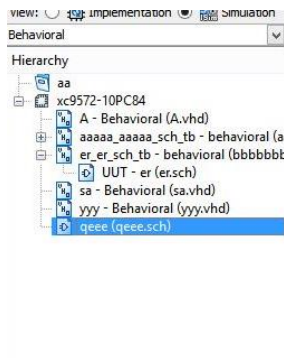 View: Implementation Simulation
Behavioral
Hierarchy
aa
xc9572-10PC84
A - Behavioral (A.vhd)
aaaaa_aaaaa_sch_tb - behavioral (a
er_er_sch_tb - behavioral (bbbbbbb
UUT - er (er.sch)
sa - Behavioral (sa.vhd)
yyy - Behavioral (yyy.vhd)
qeee (qeee.sch)